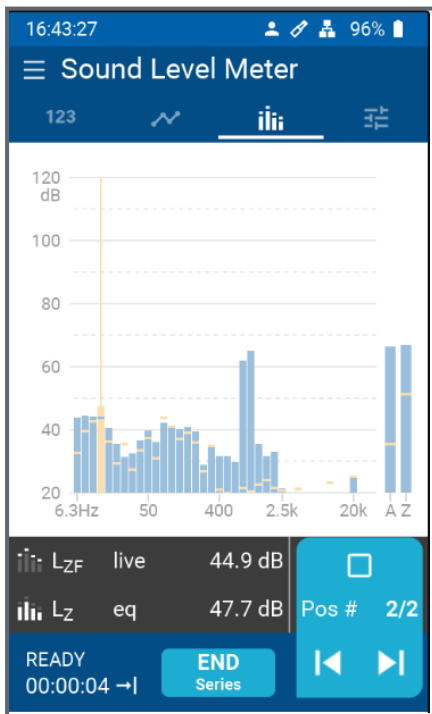 16:43:27 96%
Sound Level Meter
123
120
dB
100
80
60
40
20
6.3Hz 50 400 2.5k 20k A Z
LZF live 44.9 dB
LZ eq 47.7 dB
Pos # 2/2
READY
00:00:04
END
Series